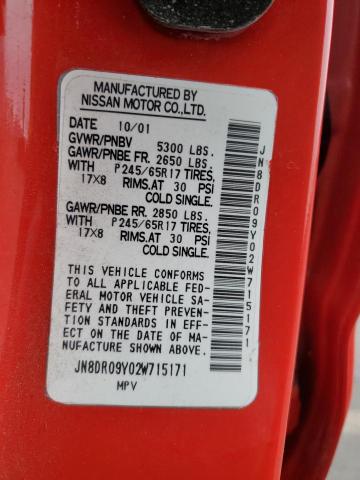 MANUFACTURED BY
NISSAN MOTOR CO.,LTD.
DATE 10/01
GVWR/PNBV 5300 LBS.
GAWR/PNBE FR. 2650 LBS.
WITH P245/65R17 TIRES,
17X8 RIMS,AT 30 PSI
COLD SINGLE.
GAWR/PNBE RR. 2850 LBS.
WITH P245/65R17 TIRES,
17X8 RIMS,AT 30 PSI
COLD SINGLE.
THIS VEHICLE CONFORMS
TO ALL APPLICABLE FED-
ERAL MOTOR VEHICLE SA-
FETY AND THEFT PREVEN-
TION STANDARDS IN EFF-
ECT ON THE DATE OF MA-
NUFACTURE SHOWN ABOVE.
JN8DR09Y02W715171
MPV
JN8DR09Y02W715171